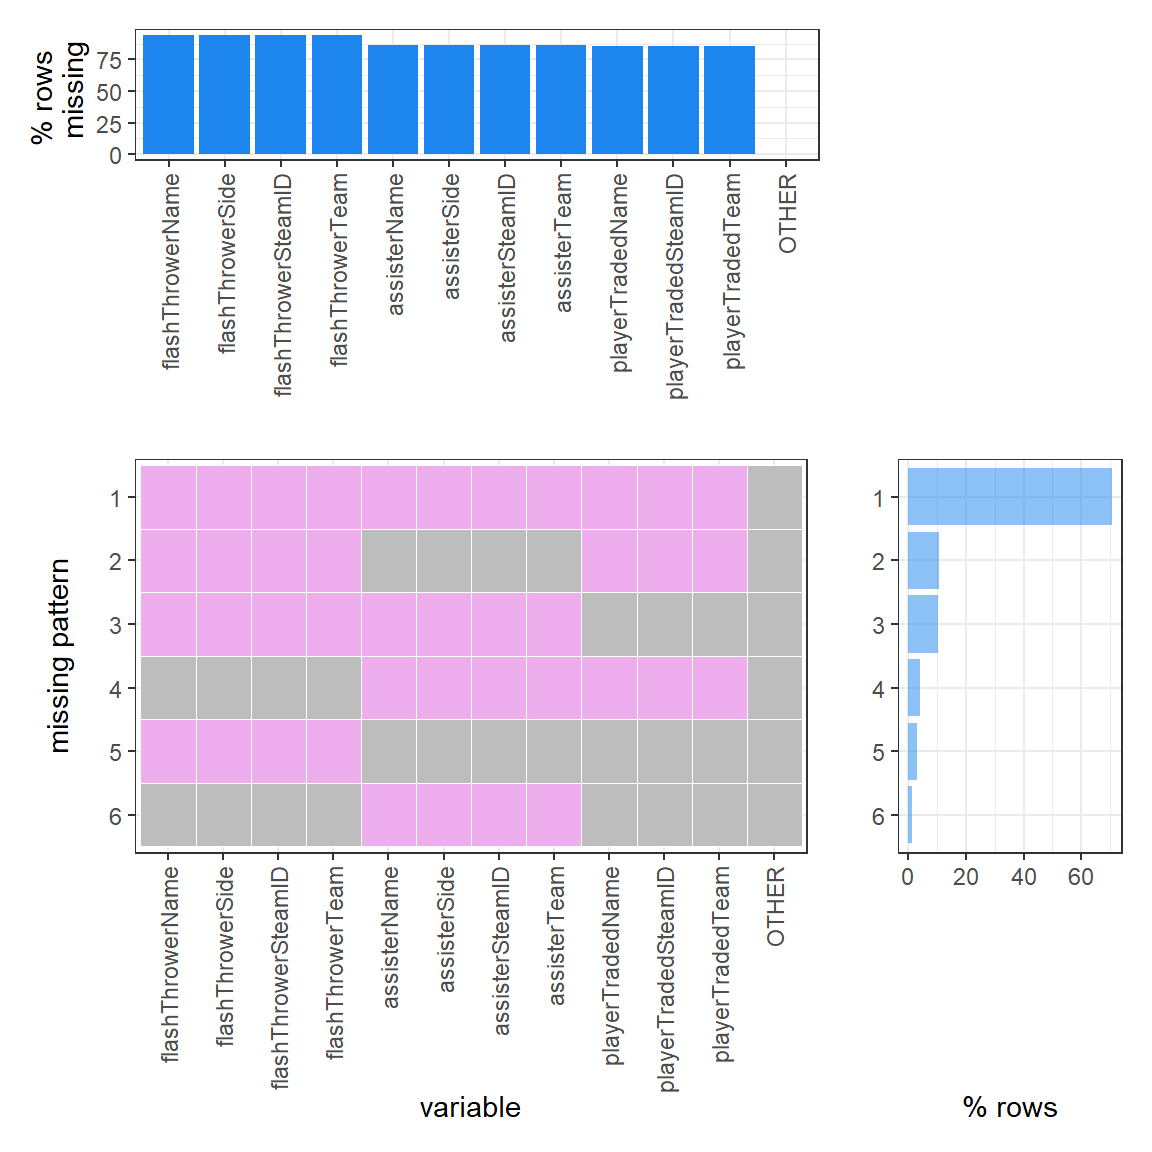 % rows
missing
75
50
25
0
flashThrowerName
flashThrowerSide
flashThrowerSteamID
flashThrowerTeam
assisterName
assisterSide
assisterSteamID
assisterTeam
playerTradedName
playerTradedSteamID
playerTradedTeam
OTHER
missing pattern
1
2
3
4
5
6
flashThrowerName
flashThrowerSide
flashThrowerSteamID
flashThrowerTeam
assisterName
assisterSide
assisterSteamID
assisterTeam
playerTradedName
playerTradedSteamID
playerTradedTeam
OTHER
variable
1
2
3
4
5
6
0 20 40 60
% rows